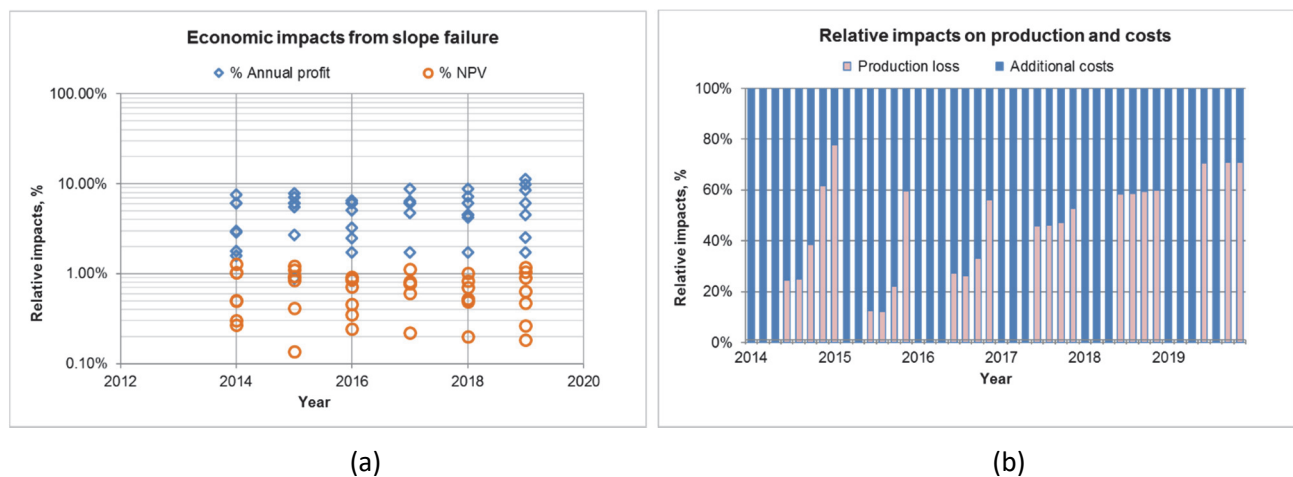 Economic impacts from slope failure
% Annual profit
% NPV
Relative impacts, %
100.00%
10.00%
1.00%
0.10%
2012
2014
2016
2018
2020
Year
(a)
Relative impacts on production and costs
Production loss
Additional costs
Relative impacts, %
100%
80%
60%
40%
20%
0%
2014
2015
2016
2017
2018
2019
Year
(b)